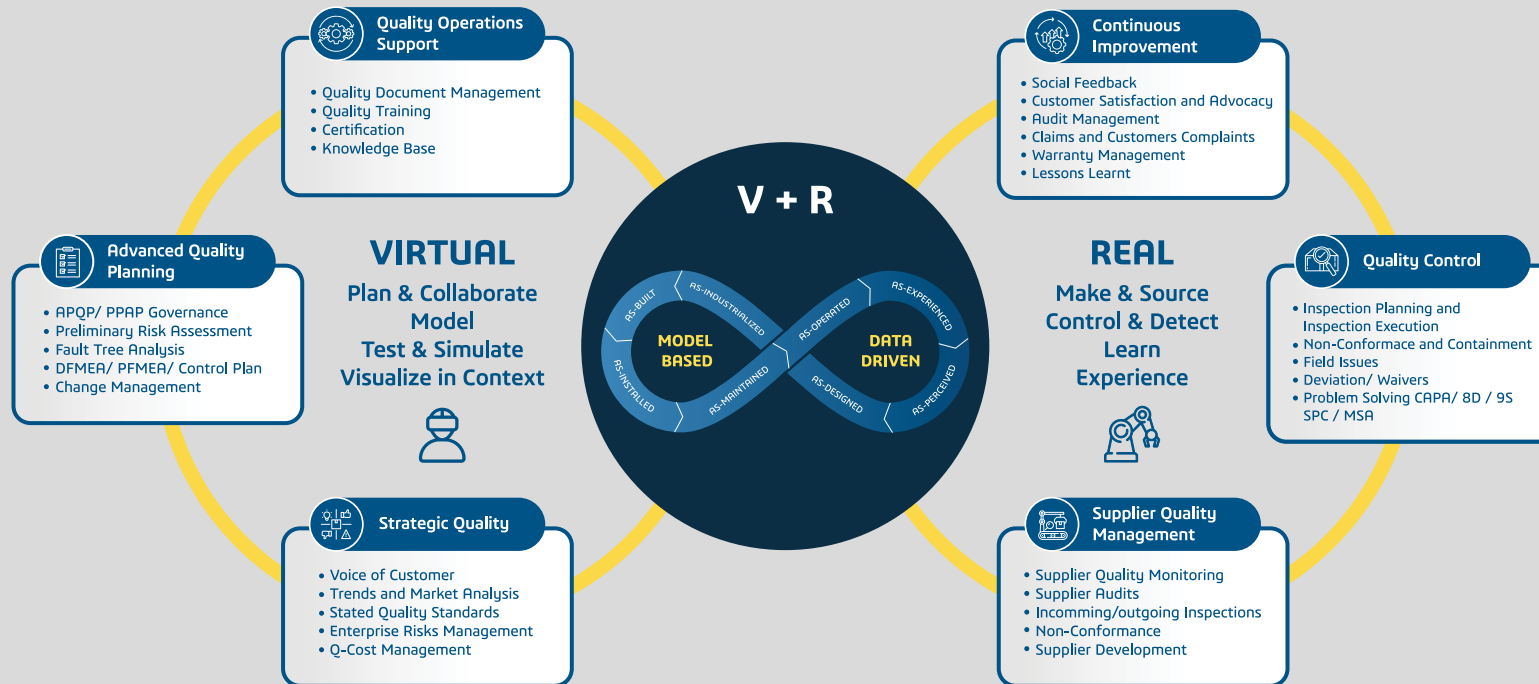 Quality Operations
Support
• Quality Document Management
• Quality Training
• Certification
• Knowledge Base
Advanced Quality
Planning
• APQP/ PPAP Governance
• Preliminary Risk Assessment
• Fault Tree Analysis
• DFMEA/ PFMEA/ Control Plan
• Change Management
Strategic Quality
• Voice of Customer
• Trends and Market Analysis
• Stated Quality Standards
• Enterprise Risks Management
• Q-Cost Management
VIRTUAL
Plan & Collaborate
Model
Test & Simulate
Visualize in Context
V + R
AS-BUILT
AS-INDUSTRIALIZED
AS-OPERATED
AS-EXPERIENCED
MODEL
BASED
DATA
DRIVEN
AS-INSTALLED
AS-MAINTAINED
AS-DESIGNED
AS-PERCEIVED
REAL
Make & Source
Control & Detect
Learn
Experience
Continuous
Improvement
• Social Feedback
• Customer Satisfaction and Advocacy
• Audit Management
• Claims and Customers Complaints
• Warranty Management
• Lessons Learnt
Quality Control
• Inspection Planning and
Inspection Execution
• Non-Conformace and Containment
• Field Issues
• Deviation/ Waivers
• Problem Solving CAPA/ 8D / 9S
SPC / MSA
Supplier Quality
Management
• Supplier Quality Monitoring
• Supplier Audits
• Incomming/outgoing Inspections
• Non-Conformance
• Supplier Development